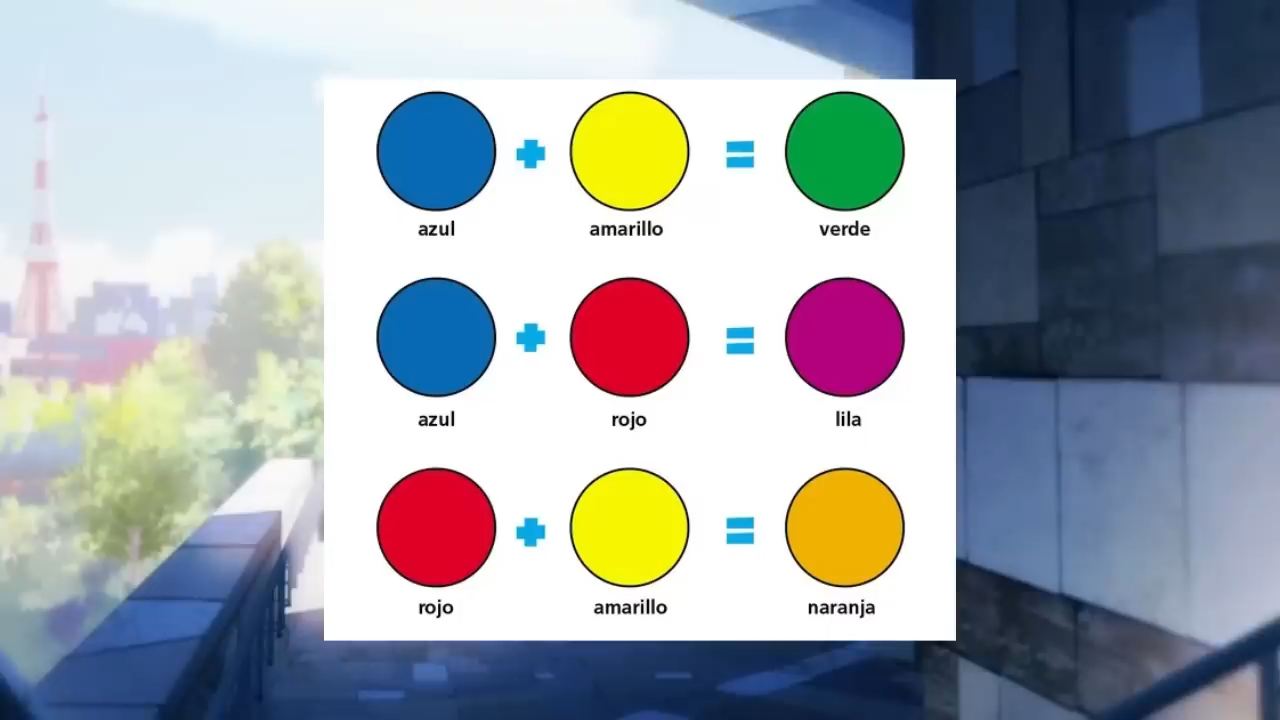 azul + amarillo = verde
azul + rojo = lila
rojo + amarillo = naranja